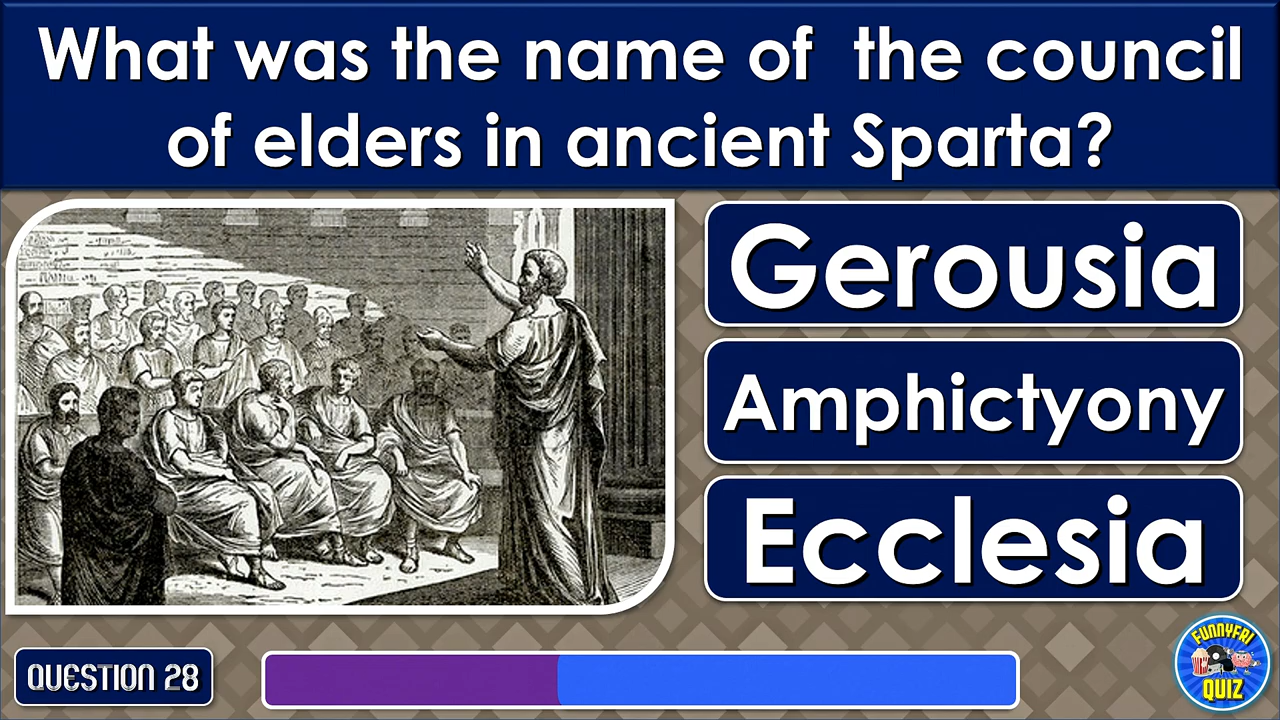 What was the name of  the council
of elders in ancient Sparta?
Gerousia
Amphictyony
Ecclesia
QUESTION 28
FUNNYFRI
QUIZ